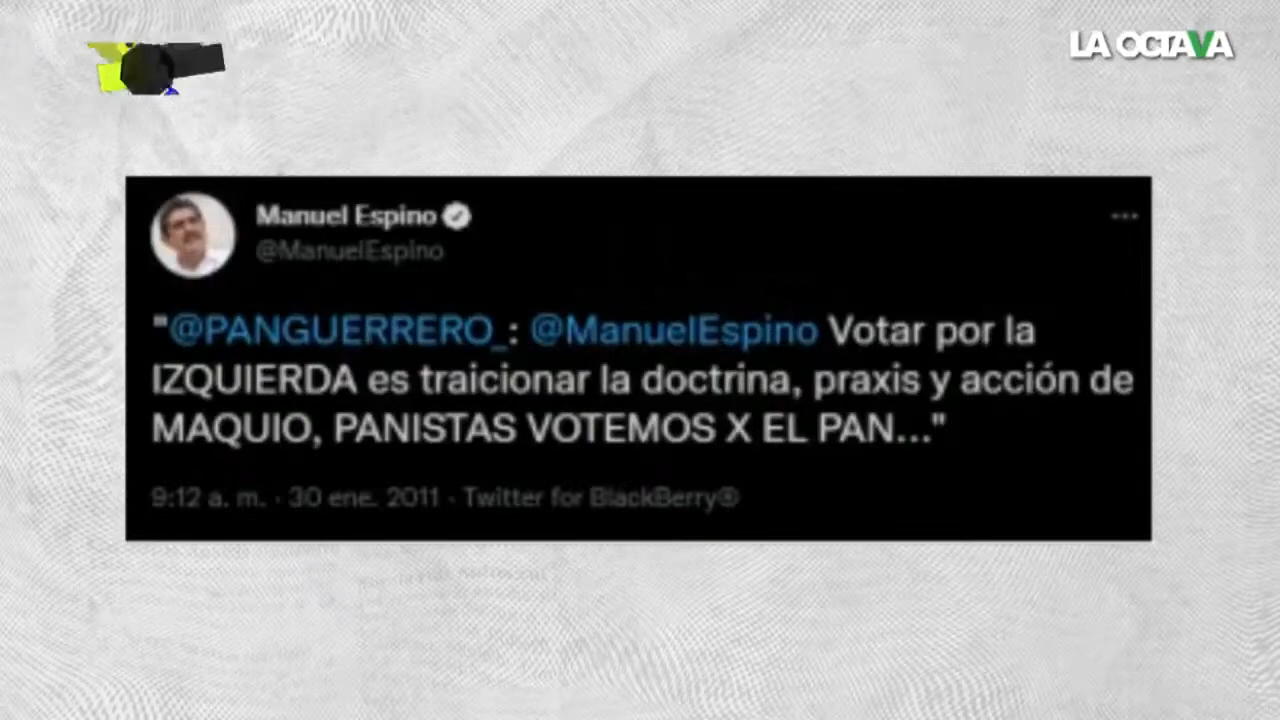 LA OCTAVA
Manuel Espino
@ManuelEspino
"@PANGUERRERO_: @ManuelEspino Votar por la
IZQUIERDA es traicionar la doctrina, praxis y acción de
MAQUIO, PANISTAS VOTEMOS X EL PAN..."
9:12 a. m. · 30 ene. 2011 · Twitter for BlackBerry®